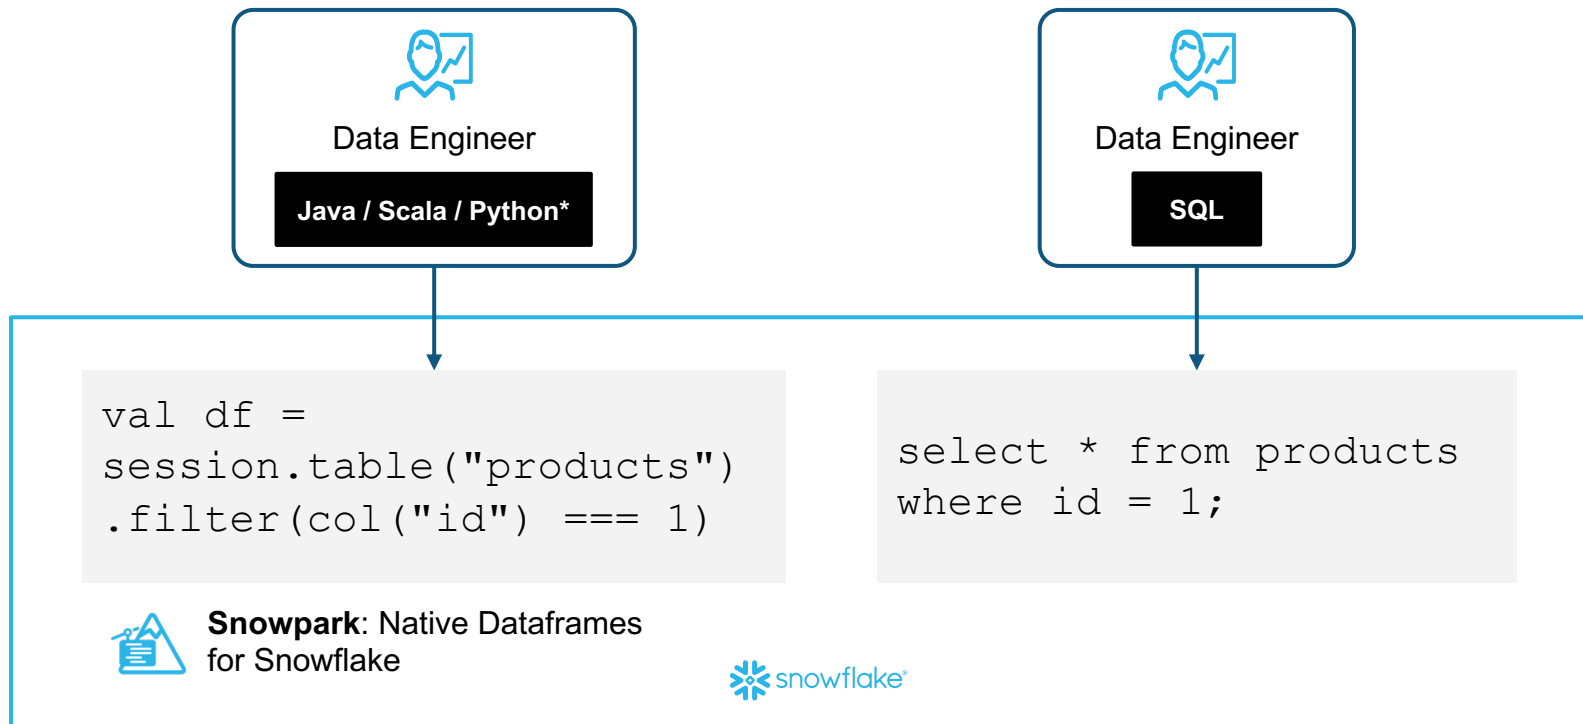 Data Engineer
Java / Scala / Python*
Data Engineer
SQL
val df =
session.table("products")
.filter(col("id") === 1)
select * from products
where id = 1;
Snowpark: Native Dataframes
for Snowflake
snowflake®